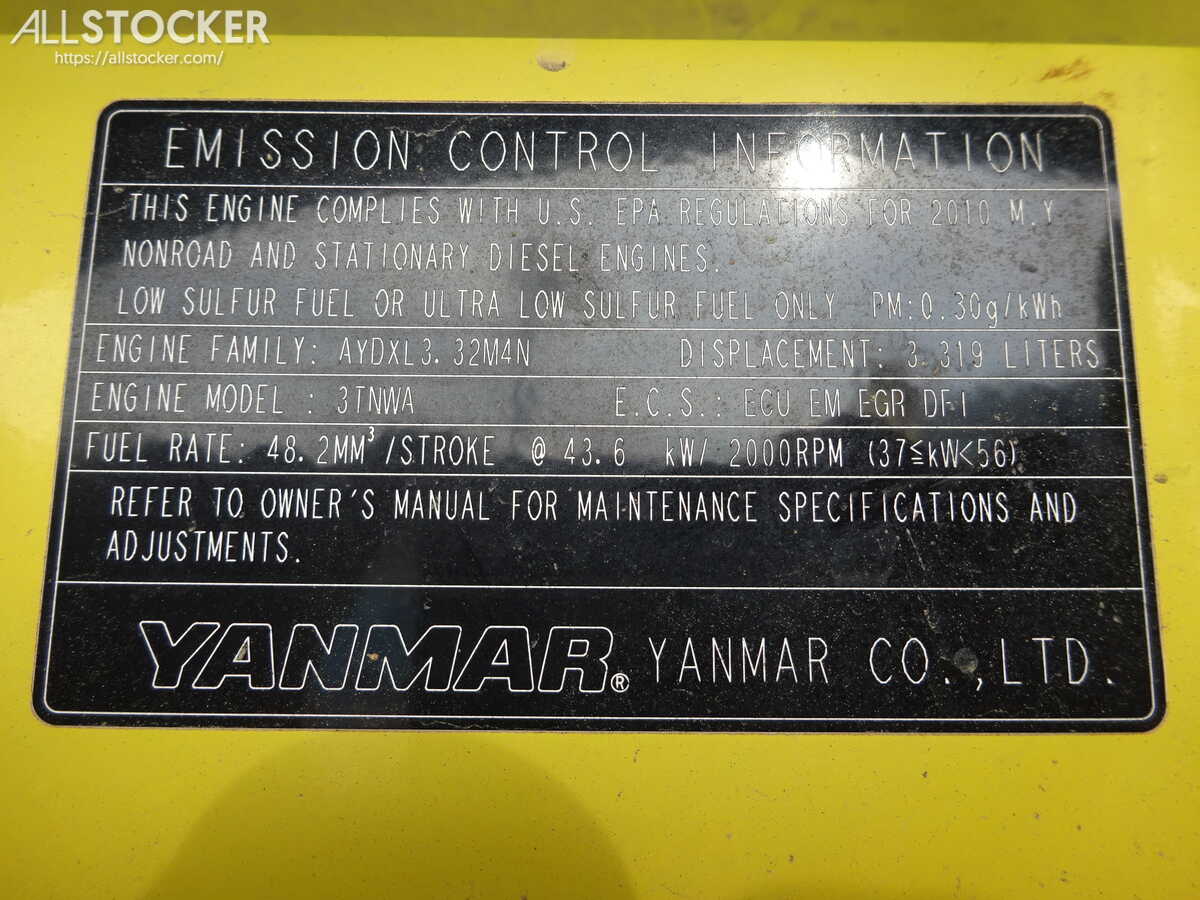 ALLSTOCKER
https://allstocker.com/
EMISSION CONTROL INFORMATION
THIS ENGINE COMPLIES WITH U.S. EPA REGULATIONS FOR 2010 M.Y
NONROAD AND STATIONARY DIESEL ENGINES.
LOW SULFUR FUEL OR ULTRA LOW SULFUR FUEL ONLY PM:0.30g/kWh
ENGINE FAMILY: AYDXL3.32M4N DISPLACEMENT: 3.319 LITERS
ENGINE MODEL : 3TNWA E.C.S.: ECU EM EGR DFI
FUEL RATE: 48.2MM³/STROKE @ 43.6 kW/ 2000RPM (37≦kW<56)
REFER TO OWNER'S MANUAL FOR MAINTENANCE SPECIFICATIONS AND
ADJUSTMENTS.
YANMAR® YANMAR CO.,LTD.